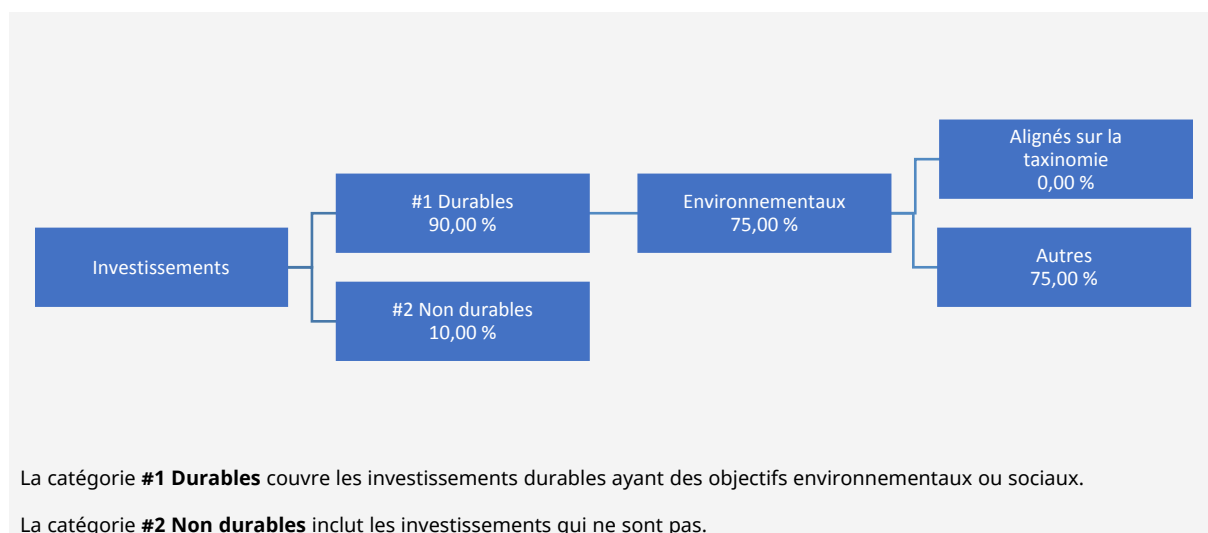 Investissements
#1 Durables
90,00 %
#2 Non durables
10,00 %
Environnementaux
75,00 %
Alignés sur la
taxinomie
0,00 %
Autres
75,00 %
La catégorie #1 Durables couvre les investissements durables ayant des objectifs environnementaux ou sociaux.
La catégorie #2 Non durables inclut les investissements qui ne sont pas.